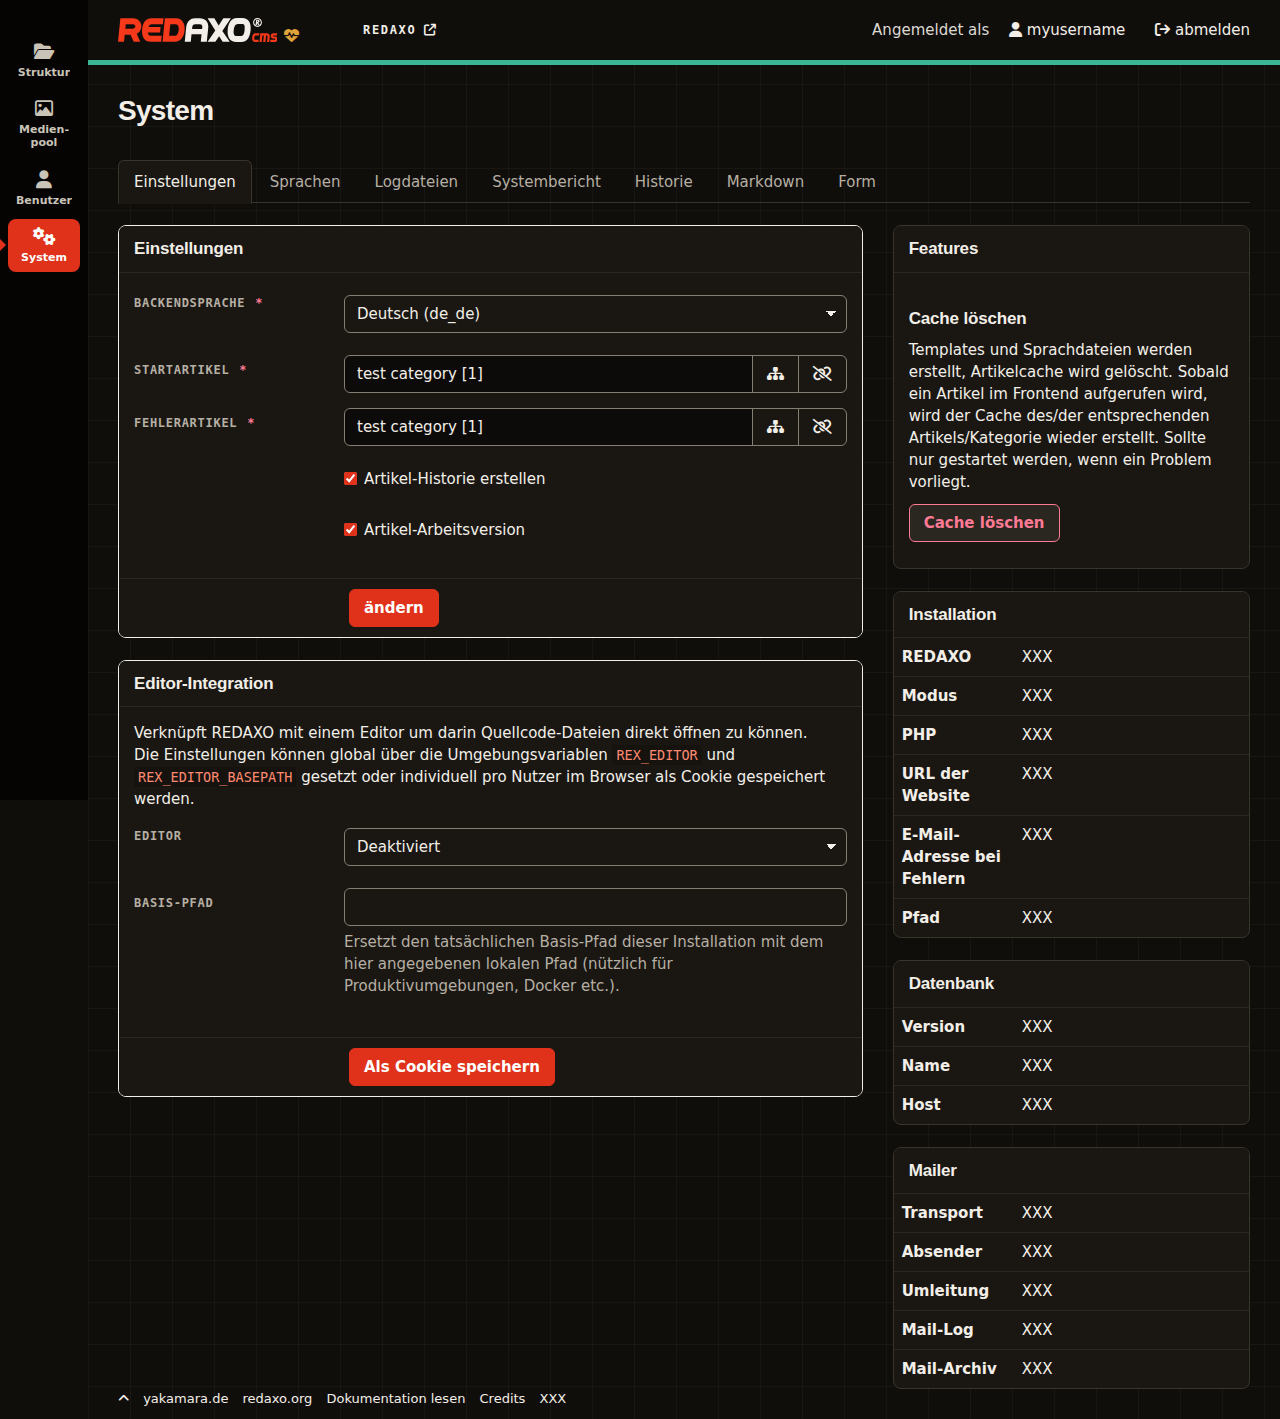 REDAXO® cms
REDAXO
Angemeldet als myusername abmelden
Struktur
Medien-
pool
Benutzer
System
System
Einstellungen Sprachen Logdateien Systembericht Historie Markdown Form
Einstellungen
BACKENDSPRACHE *
Deutsch (de_de)
STARTARTIKEL *
test category [1]
FEHLERARTIKEL *
test category [1]
Artikel-Historie erstellen
Artikel-Arbeitsversion
ändern
Editor-Integration
Verknüpft REDAXO mit einem Editor um darin Quellcode-Dateien direkt öffnen zu können.
Die Einstellungen können global über die Umgebungsvariablen REX_EDITOR und
REX_EDITOR_BASEPATH gesetzt oder individuell pro Nutzer im Browser als Cookie gespeichert
werden.
EDITOR
Deaktiviert
BASIS-PFAD
Ersetzt den tatsächlichen Basis-Pfad dieser Installation mit dem
hier angegebenen lokalen Pfad (nützlich für
Produktivumgebungen, Docker etc.).
Als Cookie speichern
Features
Cache löschen
Templates und Sprachdateien werden
erstellt, Artikelcache wird gelöscht. Sobald
ein Artikel im Frontend aufgerufen wird,
wird der Cache des/der entsprechenden
Artikels/Kategorie wieder erstellt. Sollte
nur gestartet werden, wenn ein Problem
vorliegt.
Cache löschen
Installation
REDAXO XXX
Modus XXX
PHP XXX
URL der XXX
Website
E-Mail- XXX
Adresse bei
Fehlern
Pfad XXX
Datenbank
Version XXX
Name XXX
Host XXX
Mailer
Transport XXX
Absender XXX
Umleitung XXX
Mail-Log XXX
Mail-Archiv XXX
yakamara.de redaxo.org Dokumentation lesen Credits XXX